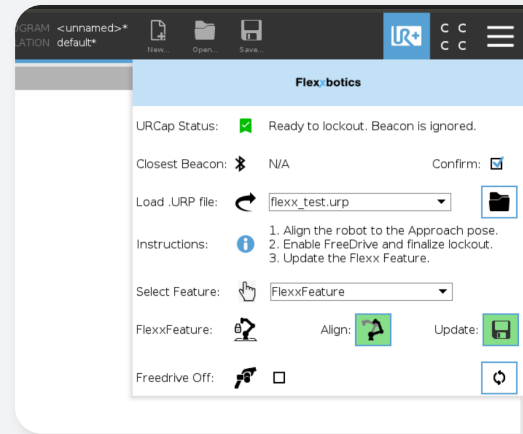 OGRAM <unnamed>*
LATION default*
New...
Open...
Save...
UR+
C C
C C
Flexxbotics
URCap Status: Ready to lockout. Beacon is ignored.
Closest Beacon: N/A Confirm:
Load .URP file: flexx_test.urp
Instructions: 1. Align the robot to the Approach pose.
2. Enable FreeDrive and finalize lockout.
3. Update the Flexx Feature.
Select Feature: FlexxFeature
FlexxFeature: Align: Update:
Freedrive Off: